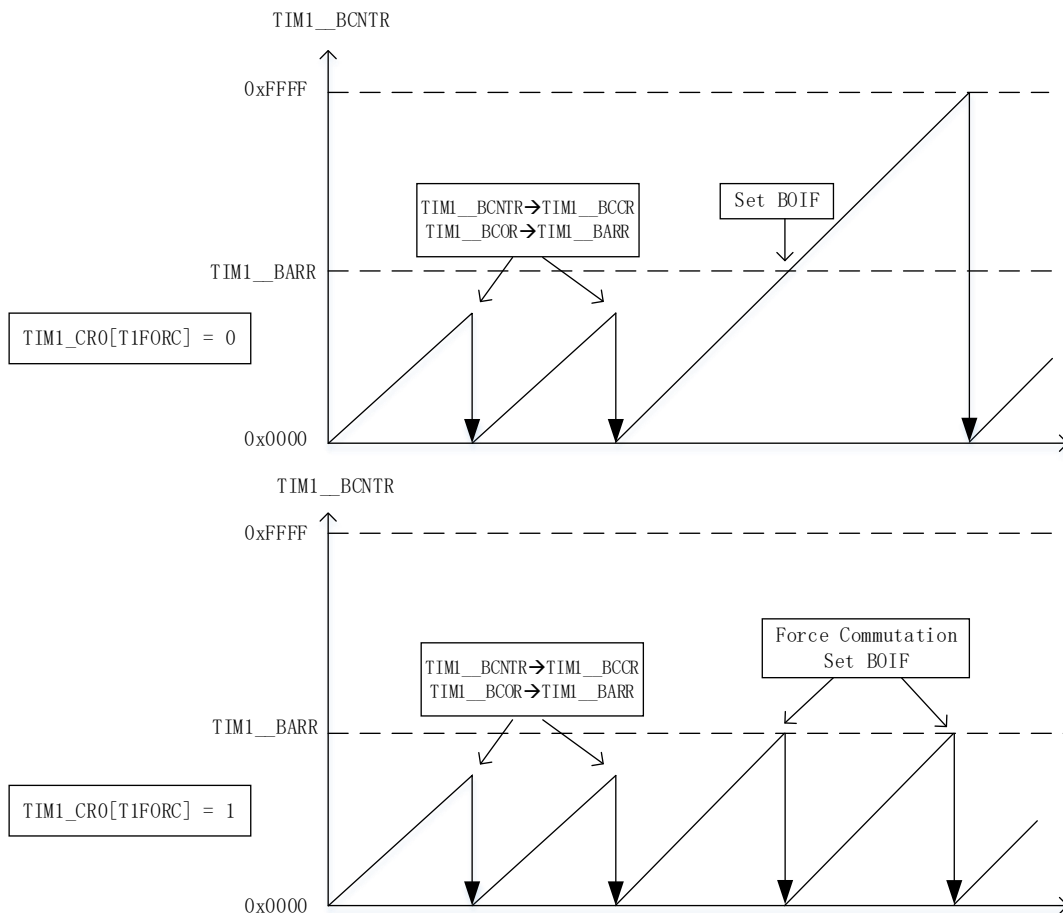 TIM1__BCNTR
0xFFFF
TIM1__BCNTR→TIM1__BCCR
TIM1__BCOR→TIM1__BARR
Set BOIF
TIM1__BARR
TIM1_CR0[T1FORC] = 0
0x0000
TIM1__BCNTR
0xFFFF
Force Commutation
Set BOIF
TIM1__BCNTR→TIM1__BCCR
TIM1__BCOR→TIM1__BARR
TIM1__BARR
TIM1_CR0[T1FORC] = 1
0x0000